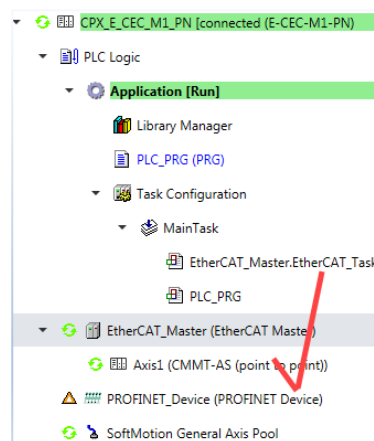 CPX_E_CEC_M1_PN [connected (E-CEC-M1-PN)
PLC Logic
Application [Run]
Library Manager
PLC_PRG (PRG)
Task Configuration
MainTask
EtherCAT_Master.EtherCAT_Task
PLC_PRG
EtherCAT_Master (EtherCAT Master)
Axis1 (CMMT-AS (point to point))
PROFINET_Device (PROFINET Device)
SoftMotion General Axis Pool